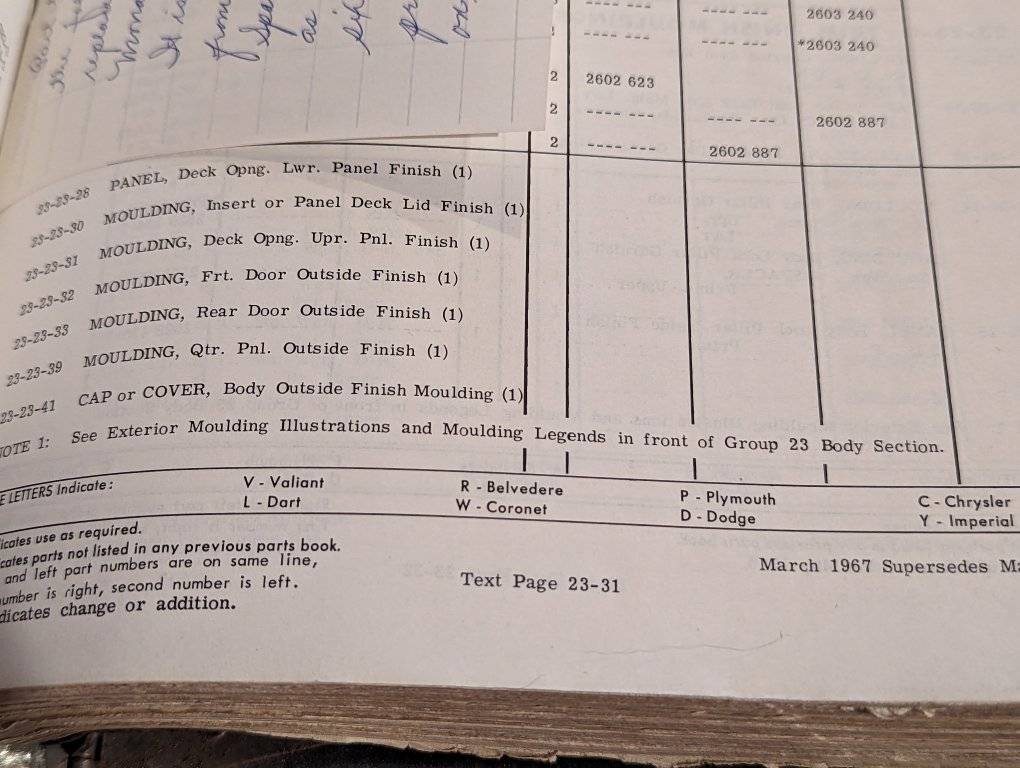 the
It is
from
as
---- --- ---- --- 2603 240
---- --- ---- --- *2603 240
2 2602 623
2 ---- --- ---- --- 2602 887
2 ---- --- 2602 887
23-23-28 PANEL, Deck Opng. Lwr. Panel Finish (1)
23-23-30 MOULDING, Insert or Panel Deck Lid Finish (1)
23-23-31 MOULDING, Deck Opng. Upr. Pnl. Finish (1)
23-23-32 MOULDING, Frt. Door Outside Finish (1)
23-23-33 MOULDING, Rear Door Outside Finish (1)
23-23-39 MOULDING, Qtr. Pnl. Outside Finish (1)
23-23-41 CAP or COVER, Body Outside Finish Moulding (1)
OTE 1: See Exterior Moulding Illustrations and Moulding Legends in front of Group 23 Body Section.
E LETTERS Indicate: V - Valiant R - Belvedere P - Plymouth C - Chrysler
L - Dart W - Coronet D - Dodge Y - Imperial
icates use as required.
cates parts not listed in any previous parts book.
and left part numbers are on same line,
umber is right, second number is left.
dicates change or addition.
Text Page 23-31
March 1967 Supersedes Ma